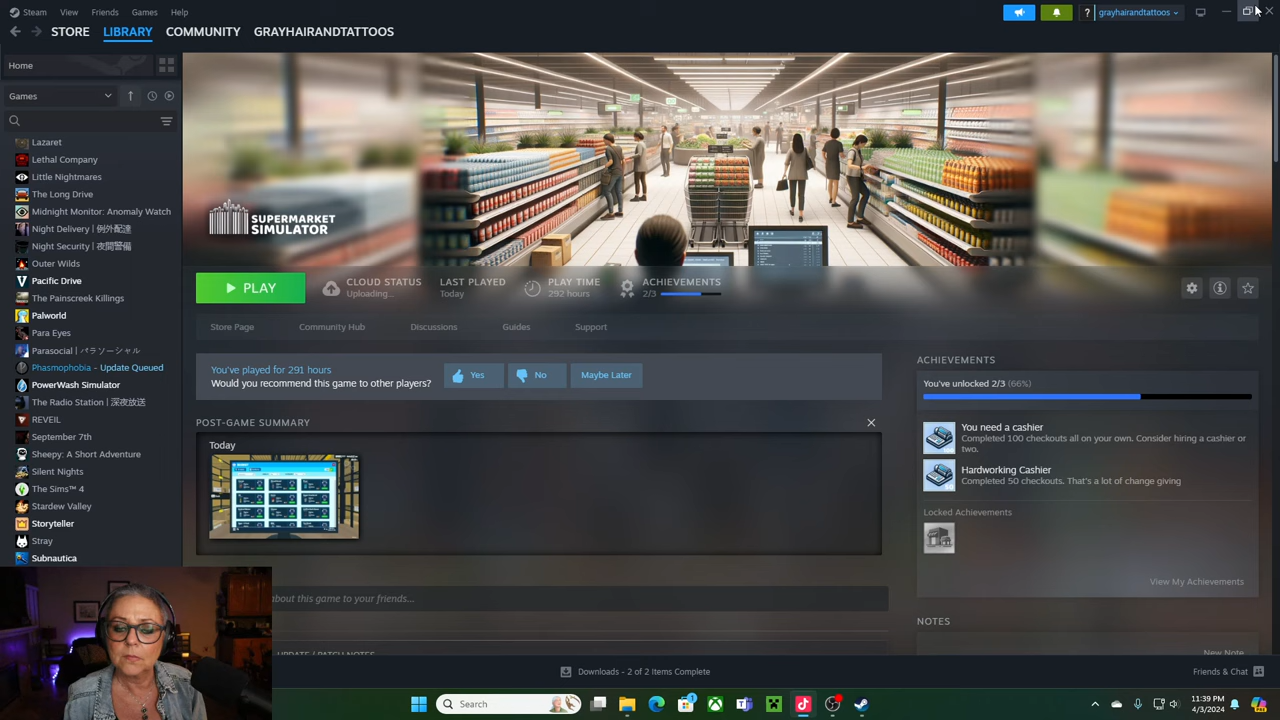 Steam View Friends Games Help
grayhairandtattoos
STORE LIBRARY COMMUNITY GRAYHAIRANDTATTOOS
Home
Games
Lazaret
Lethal Company
Little Nightmares
The Long Drive
Midnight Monitor: Anomaly Watch
Night Delivery | 例外配達
Night Security | 夜間警備
Outer Wilds
Pacific Drive
The Painscreek Killings
Palworld
Para Eyes
Parasocial | パラソーシャル
Phasmophobia - Update Queued
PowerWash Simulator
The Radio Station | 深夜放送
REVEIL
September 7th
Sheepy: A Short Adventure
Silent Nights
The Sims™ 4
Stardew Valley
Storyteller
Stray
Subnautica
SUPERMARKET
SIMULATOR
PLAY
CLOUD STATUS
Uploading...
LAST PLAYED
Today
PLAY TIME
292 hours
ACHIEVEMENTS
2/3
Store Page Community Hub Discussions Guides Support
You've played for 291 hours
Would you recommend this game to other players?
Yes No Maybe Later
POST-GAME SUMMARY
Today
about this game to your friends...
UPDATE / PATCH NOTES
ACHIEVEMENTS
You've unlocked 2/3 (66%)
You need a cashier
Completed 100 checkouts all on your own. Consider hiring a cashier or
two.
Hardworking Cashier
Completed 50 checkouts. That's a lot of change giving
Locked Achievements
View My Achievements
NOTES
New Note
Downloads - 2 of 2 Items Complete
Friends & Chat
Search
11:39 AM
4/3/2024